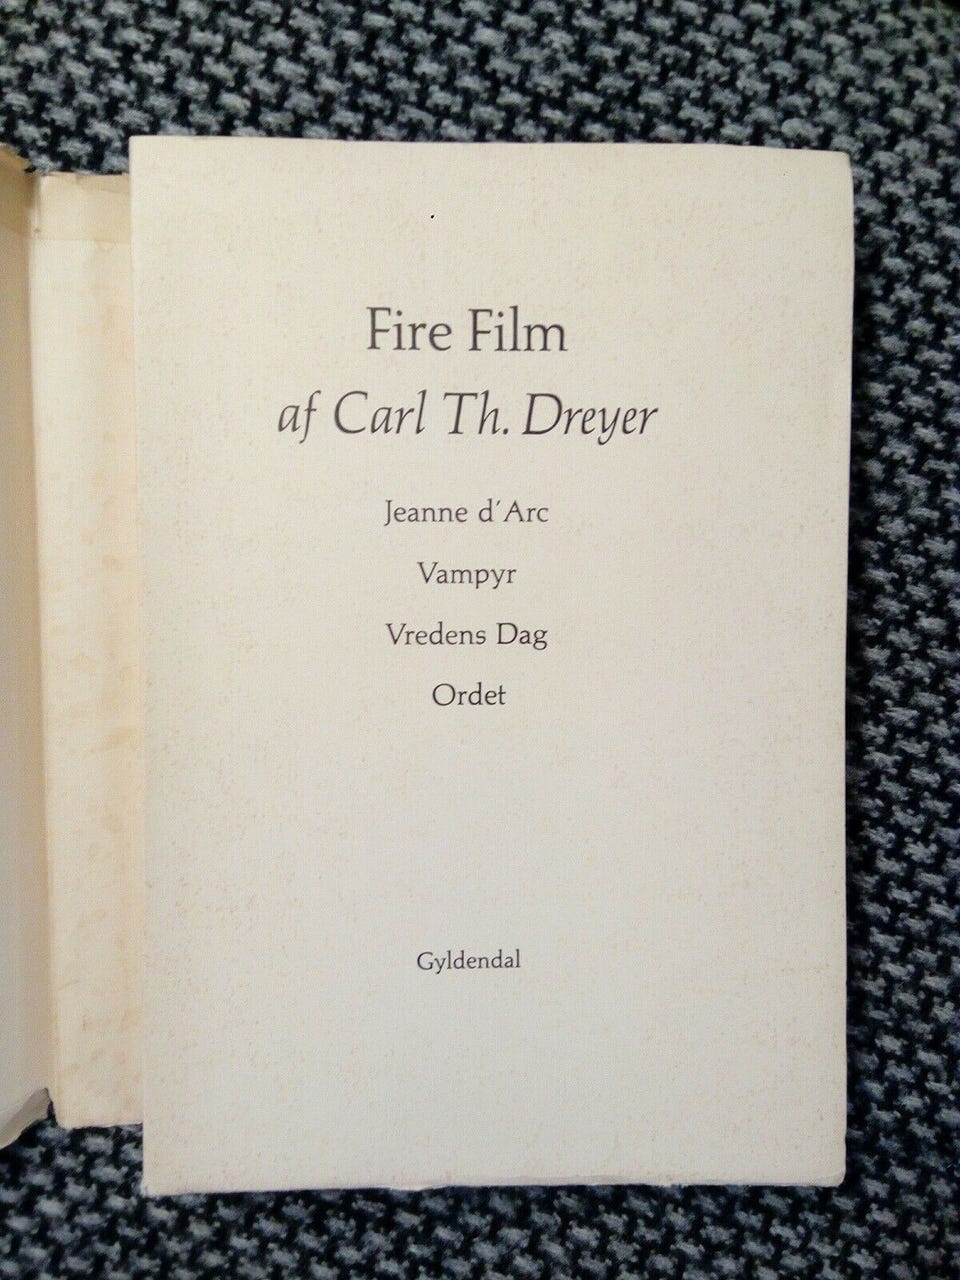 Fire Film
af Carl Th. Dreyer
Jeanne d'Arc
Vampyr
Vredens Dag
Ordet
Gyldendal